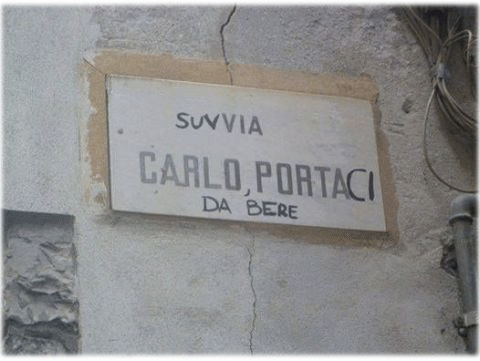 SUVVIA
CARLO, PORTACI
DA BERE